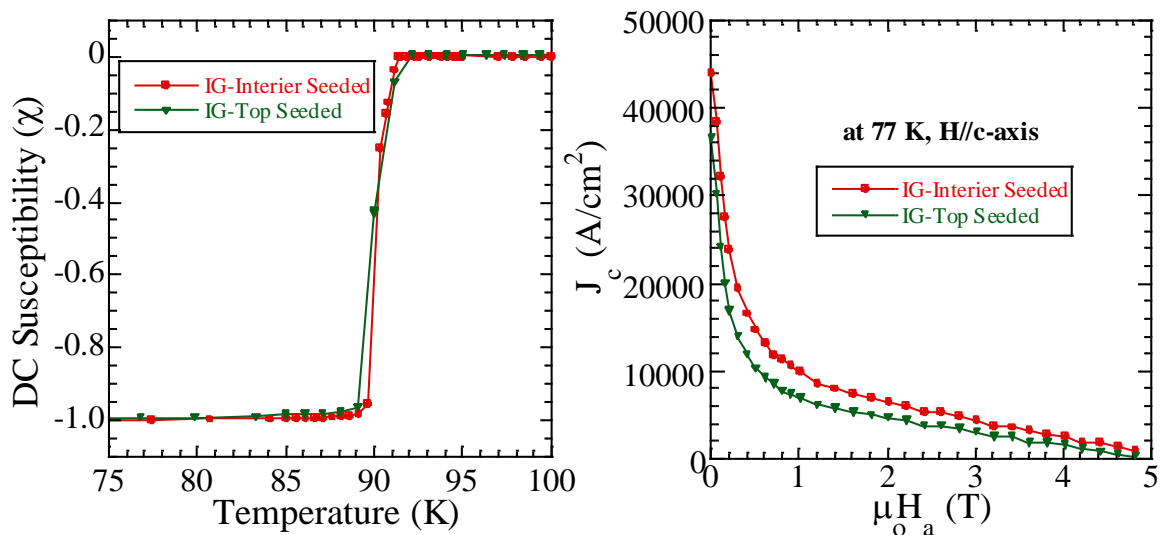 0
-0.2
-0.4
-0.6
-0.8
-1.0
75 80 85 90 95 100
DC Susceptibility (χ)
Temperature (K)
IG-Interier Seeded
IG-Top Seeded
50000
40000
30000
20000
10000
0
0 1 2 3 4 5
J_c (A/cm²)
μ_oH_a (T)
at 77 K, H//c-axis
IG-Interier Seeded
IG-Top Seeded